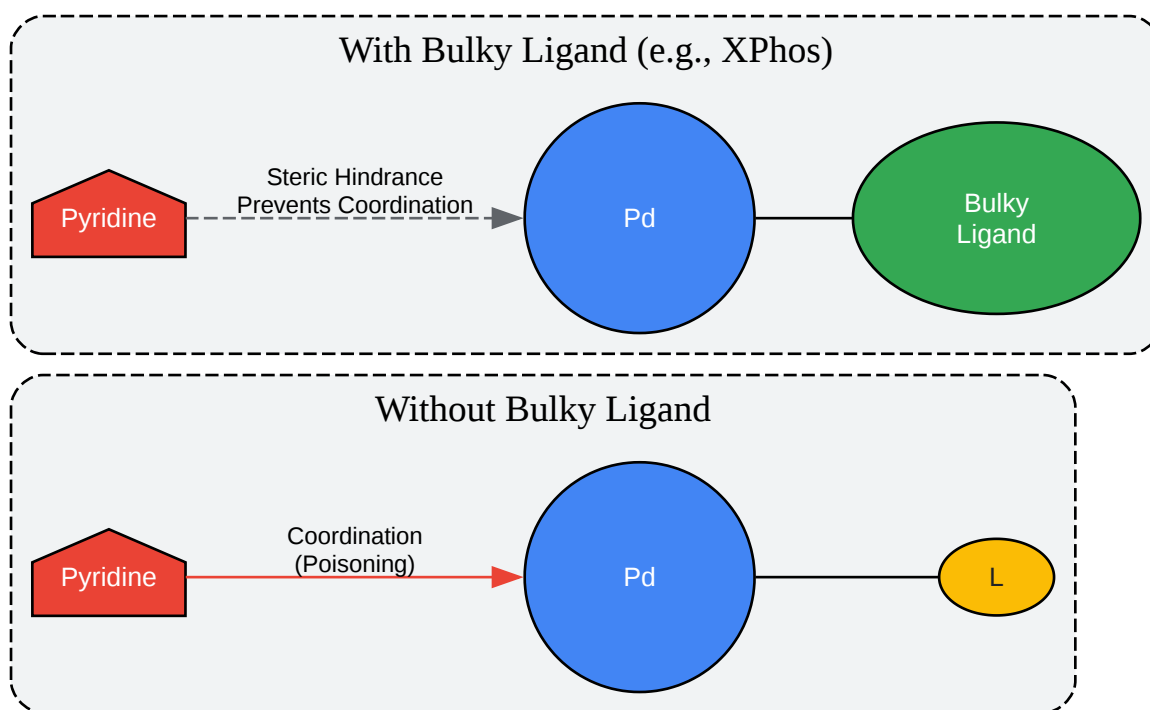 With Bulky Ligand (e.g., XPhos)
Steric Hindrance
Prevents Coordination
Pyridine
Pd
Bulky
Ligand
Without Bulky Ligand
Coordination
(Poisoning)
Pyridine
Pd
L